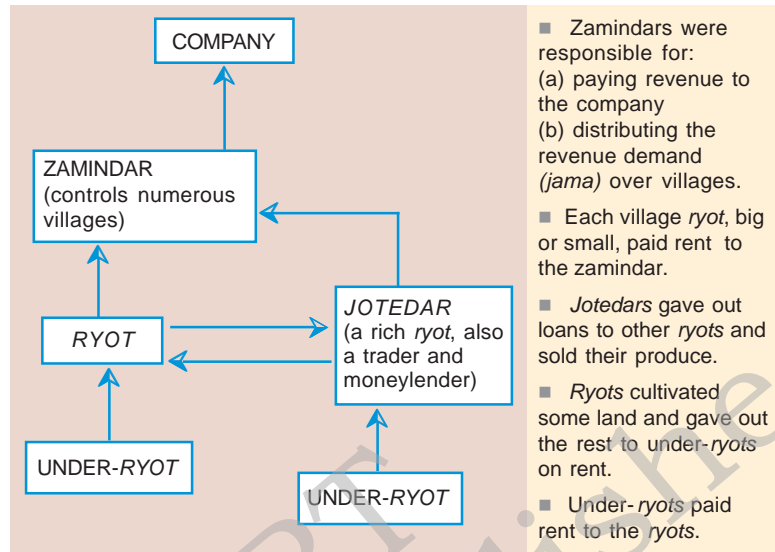 COMPANY
ZAMINDAR
(controls numerous
villages)
RYOT
JOTEDAR
(a rich ryot, also
a trader and
moneylender)
UNDER-RYOT
UNDER-RYOT
■ Zamindars were
responsible for:
(a) paying revenue to
the company
(b) distributing the
revenue demand
(jama) over villages.
■ Each village ryot, big
or small, paid rent to
the zamindar.
■ Jotedars gave out
loans to other ryots and
sold their produce.
■ Ryots cultivated
some land and gave out
the rest to under-ryots
on rent.
■ Under-ryots paid
rent to the ryots.